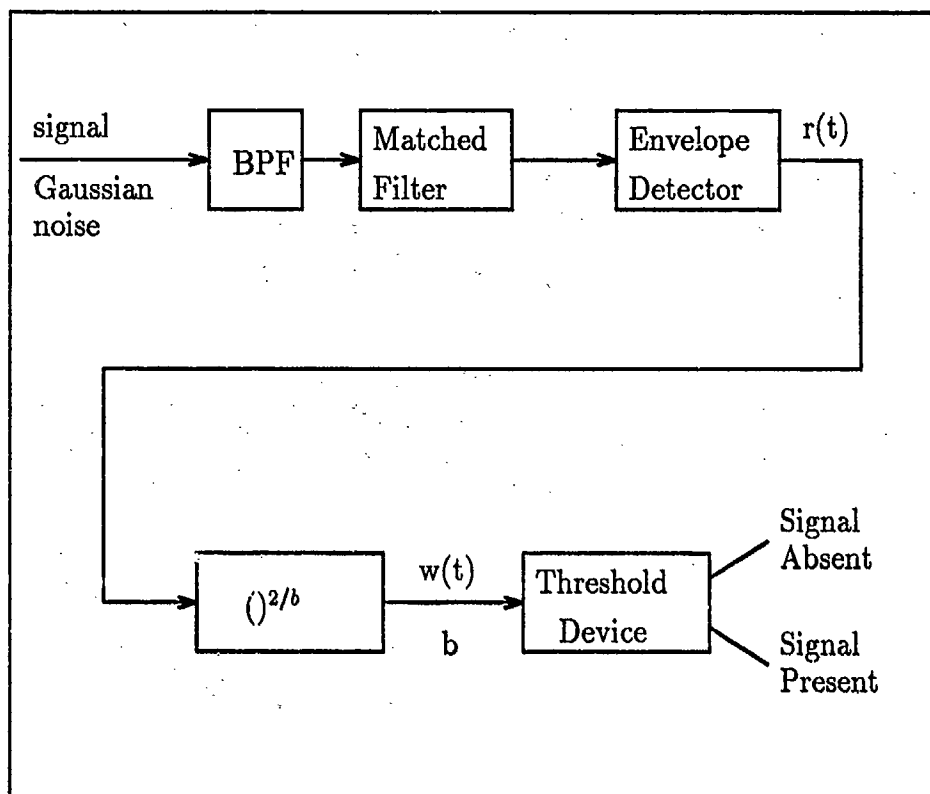 signal
Gaussian
noise
BPF
Matched
Filter
Envelope
Detector
r(t)
()^{2/b}
w(t)
b
Threshold
Device
Signal
Absent
Signal
Present